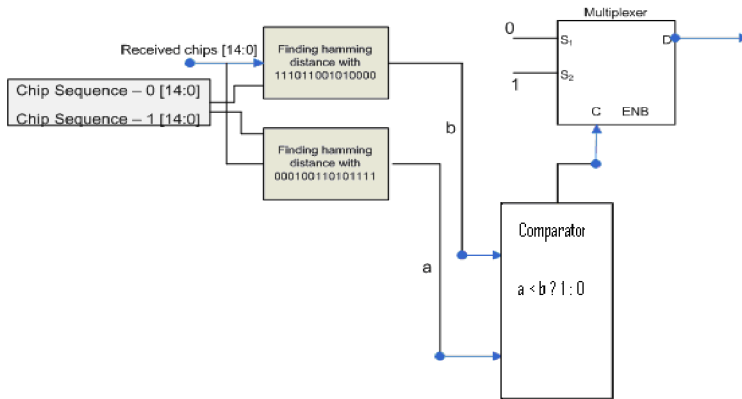 Received chips [14:0]
Chip Sequence – 0 [14:0]
Chip Sequence – 1 [14:0]
Finding hamming
distance with
111011001010000
Finding hamming
distance with
000100110101111
b
a
Comparator
a < b ? 1 : 0
Multiplexer
0
S1
D
1
S2
C ENB